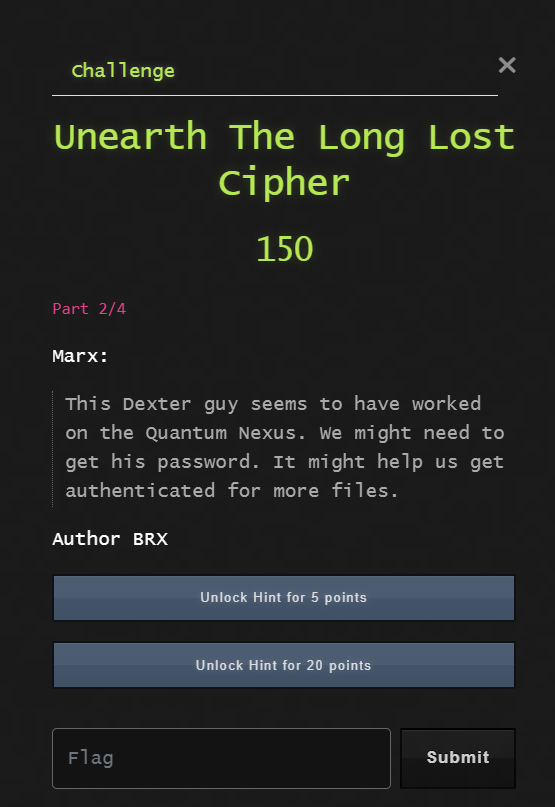 Challenge
×
Unearth The Long Lost
Cipher
150
Part 2/4
Marx:
This Dexter guy seems to have worked
on the Quantum Nexus. We might need to
get his password. It might help us get
authenticated for more files.
Author BRX
Unlock Hint for 5 points
Unlock Hint for 20 points
Flag
Submit